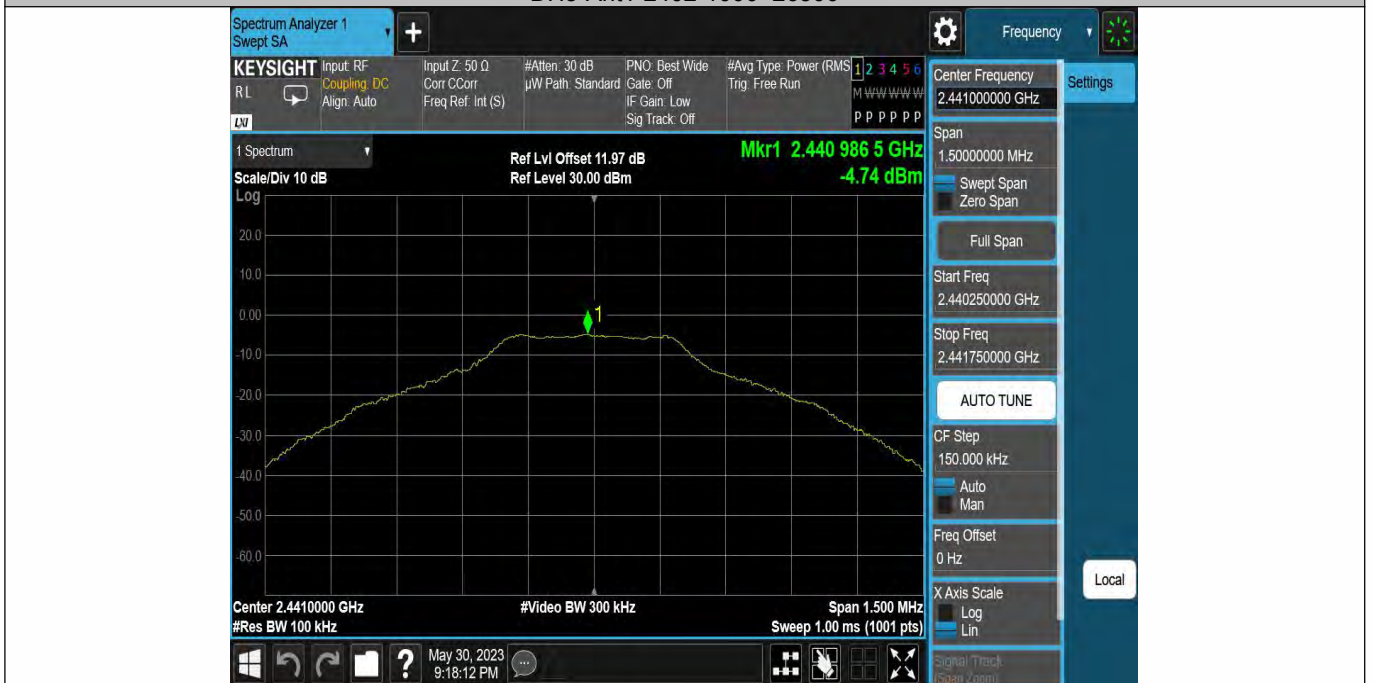 Spectrum Analyzer 1
Swept SA
+
Frequency
KEYSIGHT
RL
LXI
Input: RF
Coupling: DC
Align: Auto
Input Z: 50 Ω
Corr CCorr
Freq Ref: Int (S)
#Atten: 30 dB
µW Path: Standard
PNO: Best Wide
Gate: Off
IF Gain: Low
Sig Track: Off
#Avg Type: Power (RMS
Trig: Free Run
1 2 3 4 5 6
M W W W W W
P P P P P P
1 Spectrum
Scale/Div 10 dB
Ref Lvl Offset 11.97 dB
Ref Level 30.00 dBm
Mkr1 2.440 986 5 GHz
-4.74 dBm
Log
20.0
10.0
0.00
-10.0
-20.0
-30.0
-40.0
-50.0
-60.0
1
Center 2.4410000 GHz
#Res BW 100 kHz
#Video BW 300 kHz
Span 1.500 MHz
Sweep 1.00 ms (1001 pts)
Center Frequency
2.441000000 GHz
Settings
Span
1.50000000 MHz
Swept Span
Zero Span
Full Span
Start Freq
2.440250000 GHz
Stop Freq
2.441750000 GHz
AUTO TUNE
CF Step
150.000 kHz
Auto
Man
Freq Offset
0 Hz
X Axis Scale
Log
Lin
Local
Signal Track
(Span Zoom)
?
May 30, 2023
9:18:12 PM